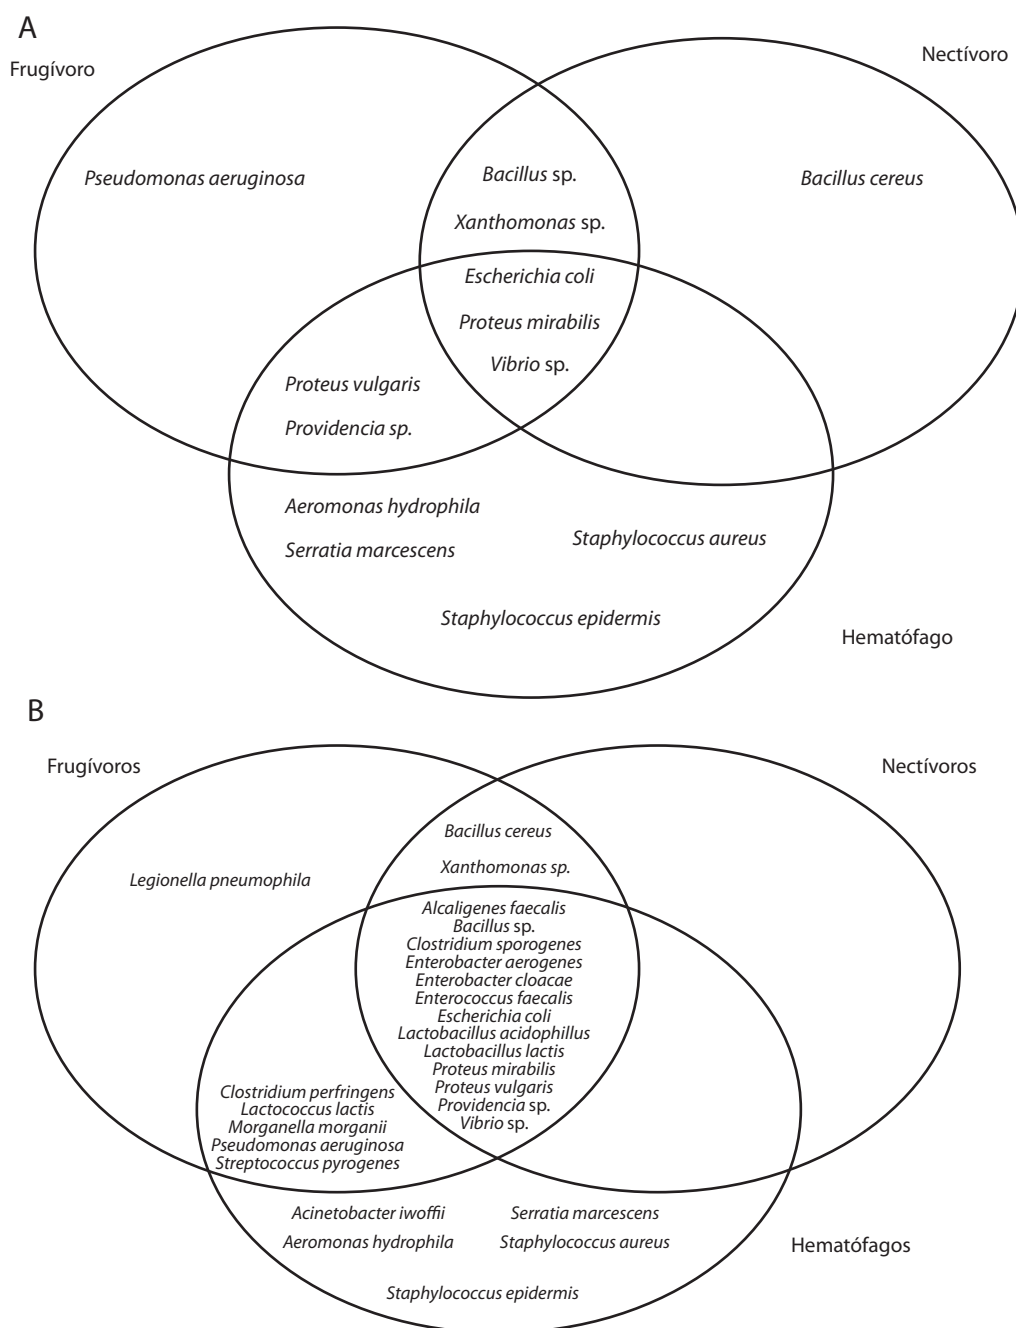 A
Frugívoro
Nectívoro
Pseudomonas aeruginosa
Bacillus sp.
Bacillus cereus
Xanthomonas sp.
Escherichia coli
Proteus mirabilis
Vibrio sp.
Proteus vulgaris
Providencia sp.
Aeromonas hydrophila
Staphylococcus aureus
Serratia marcescens
Staphylococcus epidermis
Hematófago
B
Frugívoros
Nectívoros
Bacillus cereus
Xanthomonas sp.
Legionella pneumophila
Alcaligenes faecalis
Bacillus sp.
Clostridium sporogenes
Enterobacter aerogenes
Enterobacter cloacae
Enterococcus faecalis
Escherichia coli
Lactobacillus acidophillus
Lactobacillus lactis
Proteus mirabilis
Proteus vulgaris
Providencia sp.
Vibrio sp.
Clostridium perfringens
Lactococcus lactis
Morganella morganii
Pseudomonas aeruginosa
Streptococcus pyrogenes
Acinetobacter iwoffii
Serratia marcescens
Aeromonas hydrophila
Staphylococcus aureus
Hematófagos
Staphylococcus epidermis